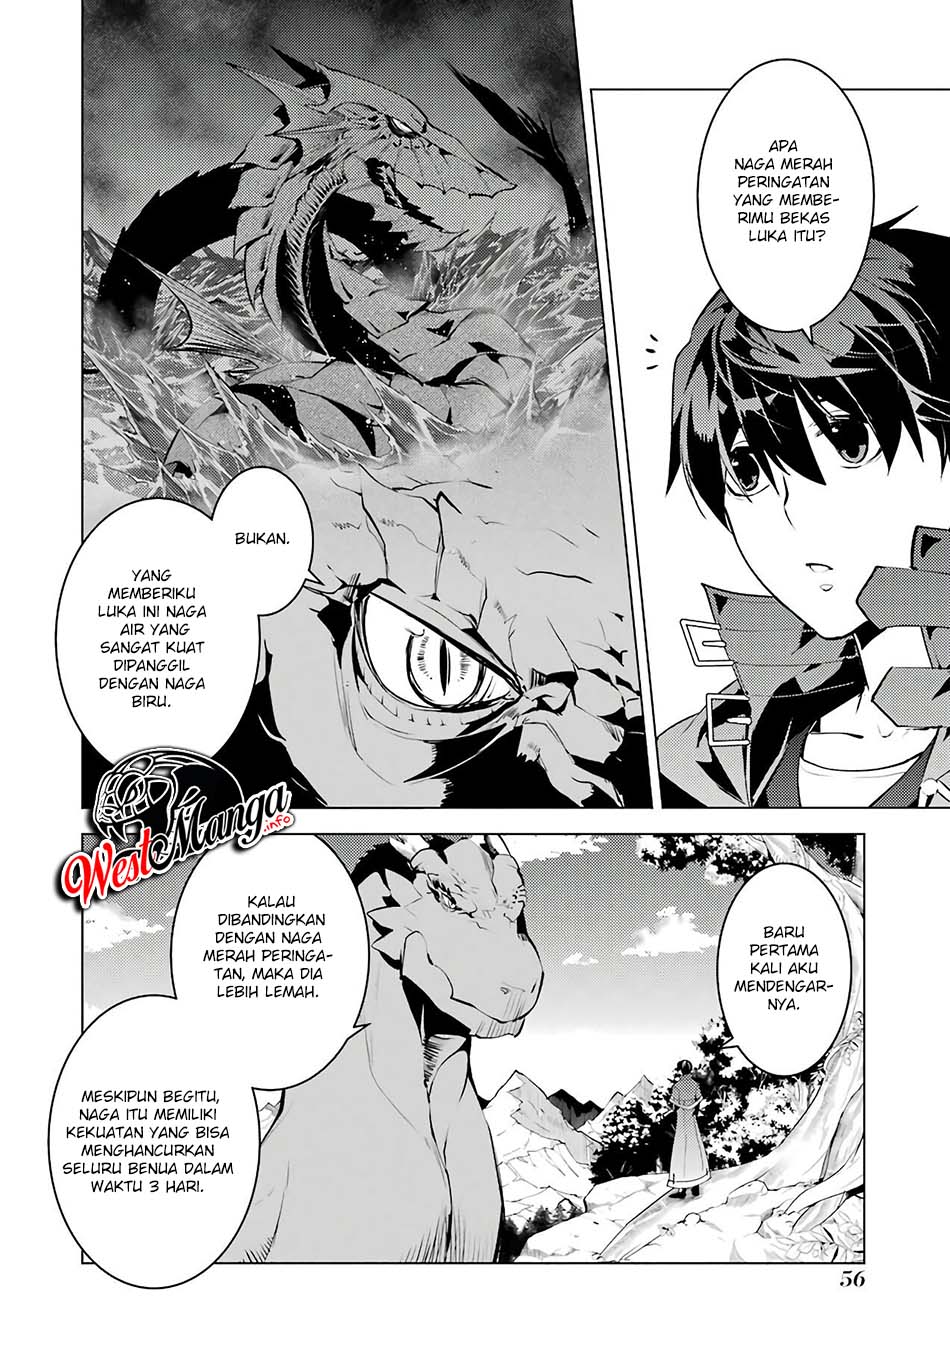 APA
NAGA MERAH
PERINGATAN
YANG MEMBE-
RIMU BEKAS
LUKA ITU?
BUKAN.
YANG
MEMBERIKU
LUKA INI NAGA
AIR YANG
SANGAT KUAT
DIPANGGIL
DENGAN NAGA
BIRU.
WestManga
.info
BARU
PERTAMA
KALI AKU
MENDENGAR-
NYA.
KALAU
DIBANDINGKAN
DENGAN NAGA
MERAH PERINGA-
TAN, MAKA DIA
LEBIH LEMAH.
MESKIPUN BEGITU,
NAGA ITU MEMILIKI
KEKUATAN YANG BISA
MENGHANCURKAN
SELURU BENUA DALAM
WAKTU 3 HARI.
56